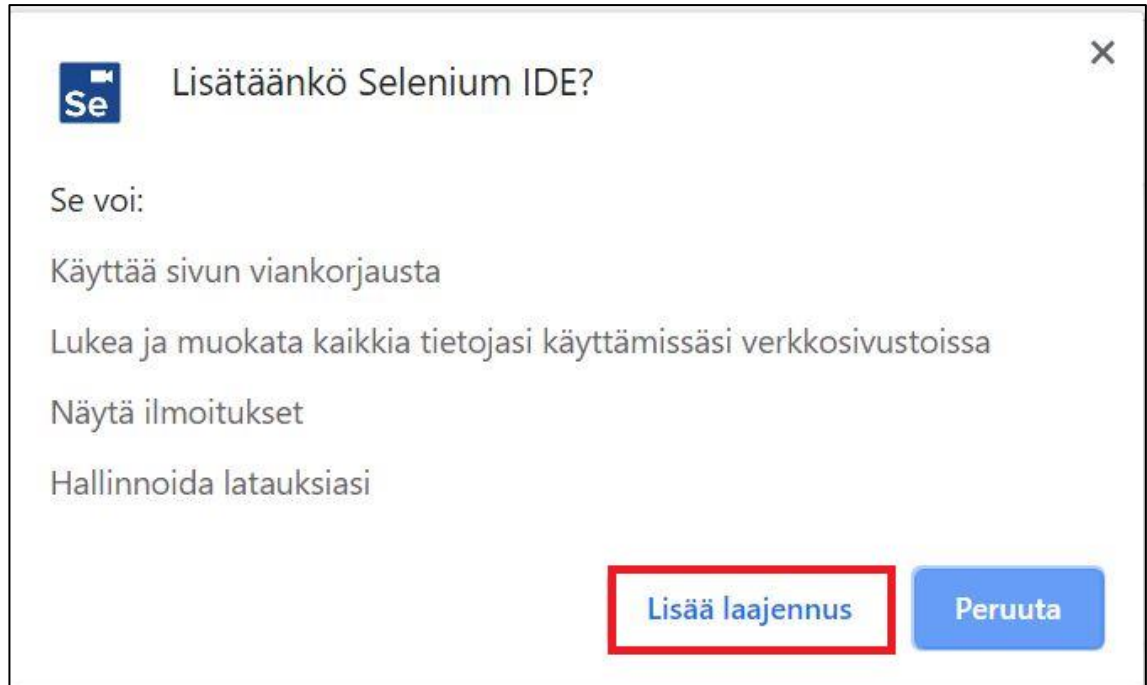 Se
Lisätäänkö Selenium IDE?
Se voi:
Käyttää sivun viankorjausta
Lukea ja muokata kaikkia tietojasi käyttämissäsi verkkosivustoissa
Näytä ilmoitukset
Hallinnoida latauksiasi
Lisää laajennus
Peruuta